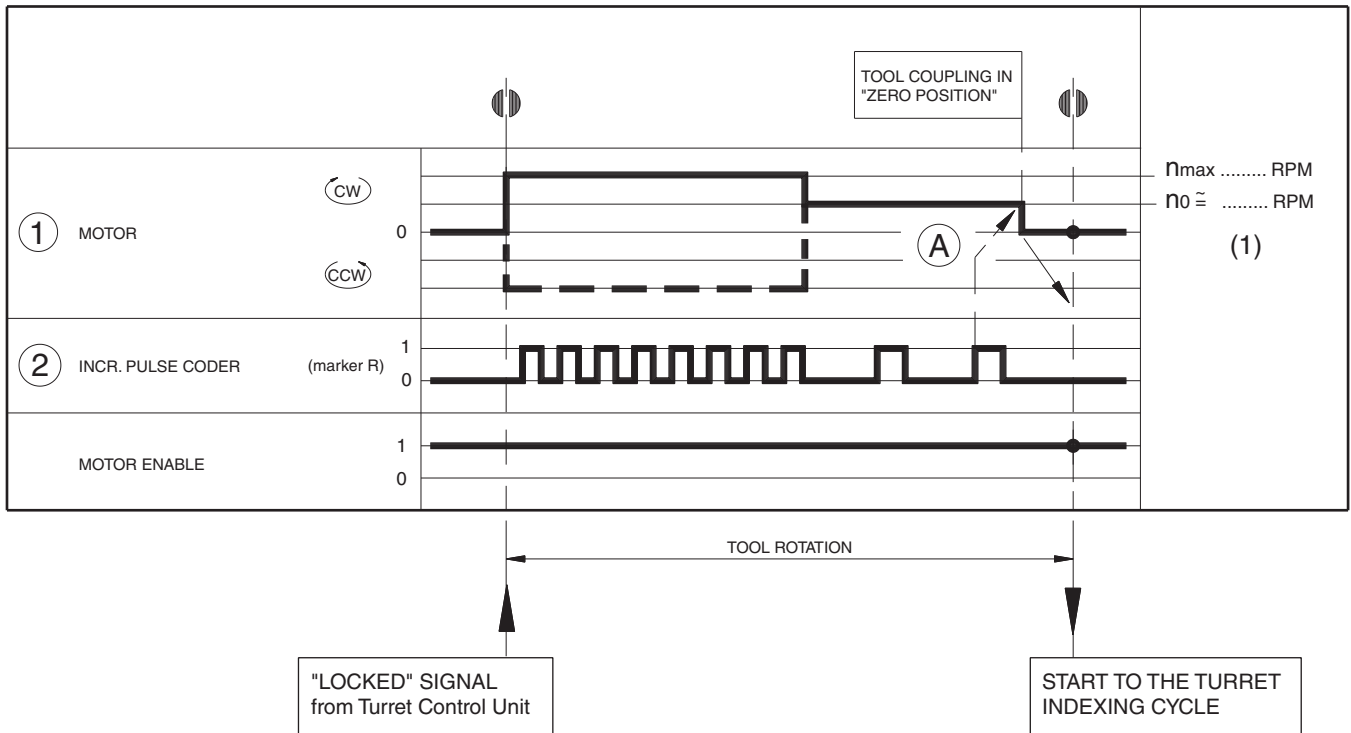 TOOL COUPLING IN
"ZERO POSITION"
nmax ......... RPM
CW
n0 ≅ ......... RPM
1 MOTOR 0 A (1)
CCW
2 INCR. PULSE CODER (marker R) 1
0
MOTOR ENABLE 1
0
TOOL ROTATION
"LOCKED" SIGNAL
from Turret Control Unit
START TO THE TURRET
INDEXING CYCLE